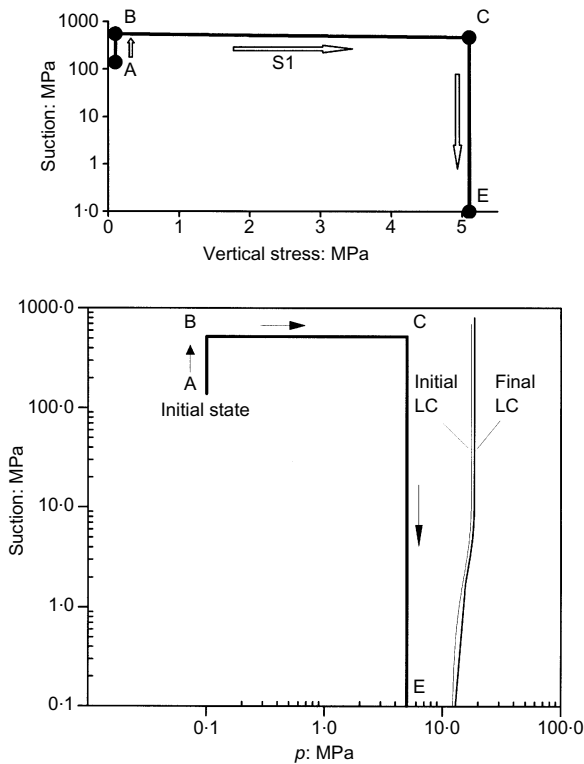 1000
100
10
1
1·0
Suction: MPa
B
A
S1
C
E
0
1
2
3
4
5
Vertical stress: MPa
1000·0
100·0
10·0
1·0
0·1
Suction: MPa
B
A
Initial state
C
Initial LC
Final LC
E
0·1
1·0
10·0
100·0
p: MPa